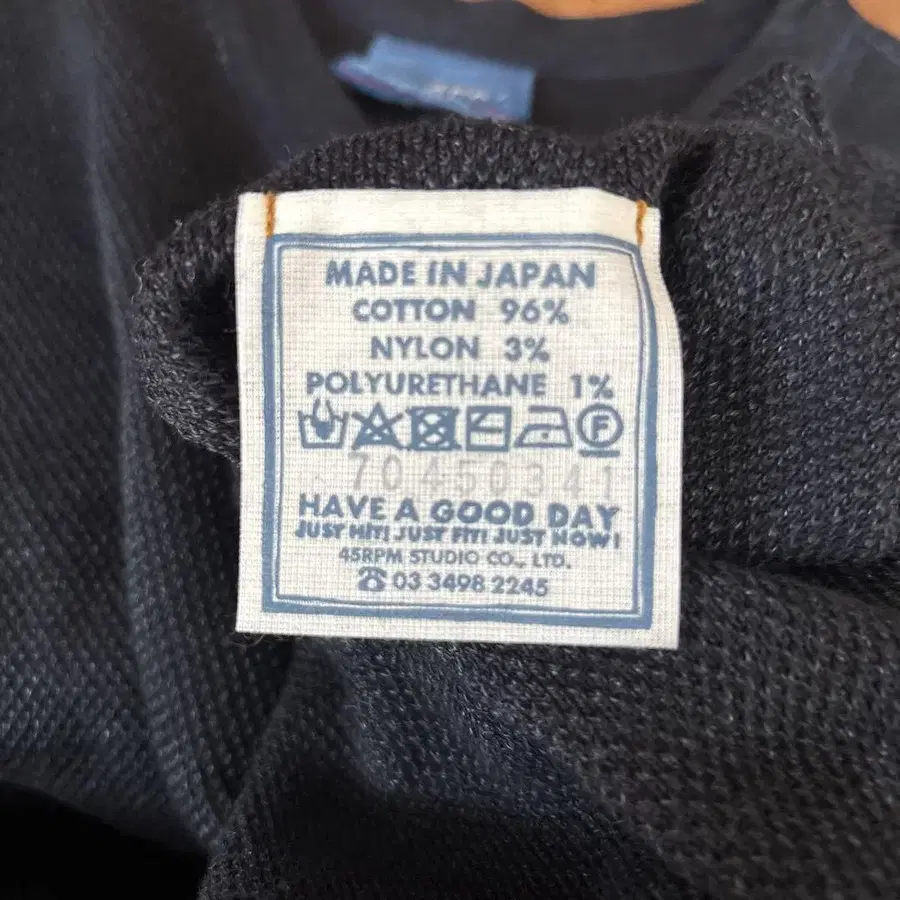 MADE IN JAPAN
COTTON 96%
NYLON 3%
POLYURETHANE 1%
F
70450341
HAVE A GOOD DAY
JUST HIT! JUST FIT! JUST NOW!
45RPM STUDIO CO., LTD.
☎ 03 3498 2245